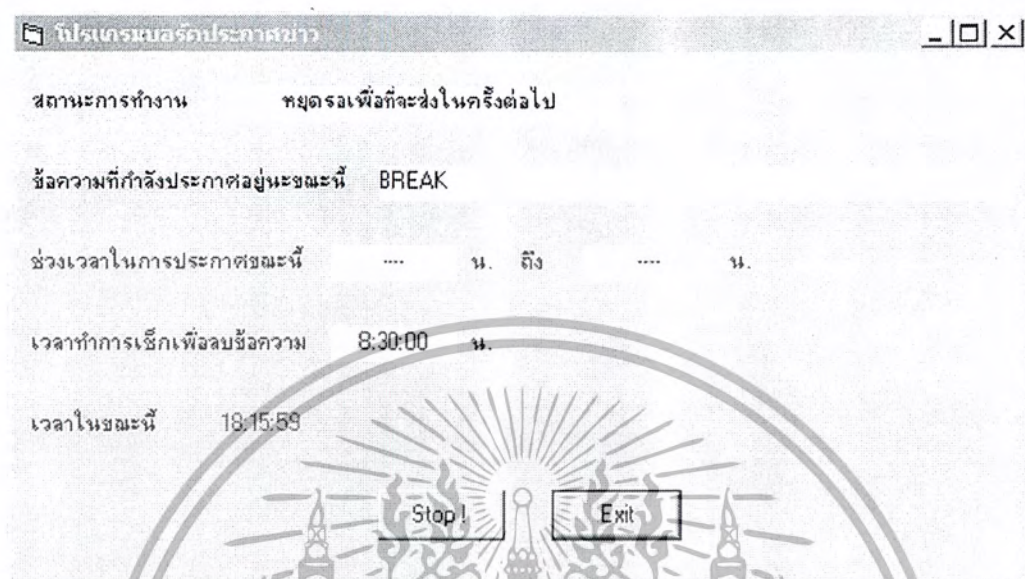 โปรแกรมบอร์ดประกาศข่าว
สถานะการทำงาน หยุดรอเพื่อที่จะส่งในครั้งต่อไป
ข้อความที่กำลังประกาศอยู่นะขณะนี้ BREAK
ช่วงเวลาในการประกาศขณะนี้ ---- น. ถึง ---- น.
เวลาทำการเช็กเพื่อลบข้อความ 8:30:00 น.
เวลาในขณะนี้ 18:15:59
Stop ! Exit